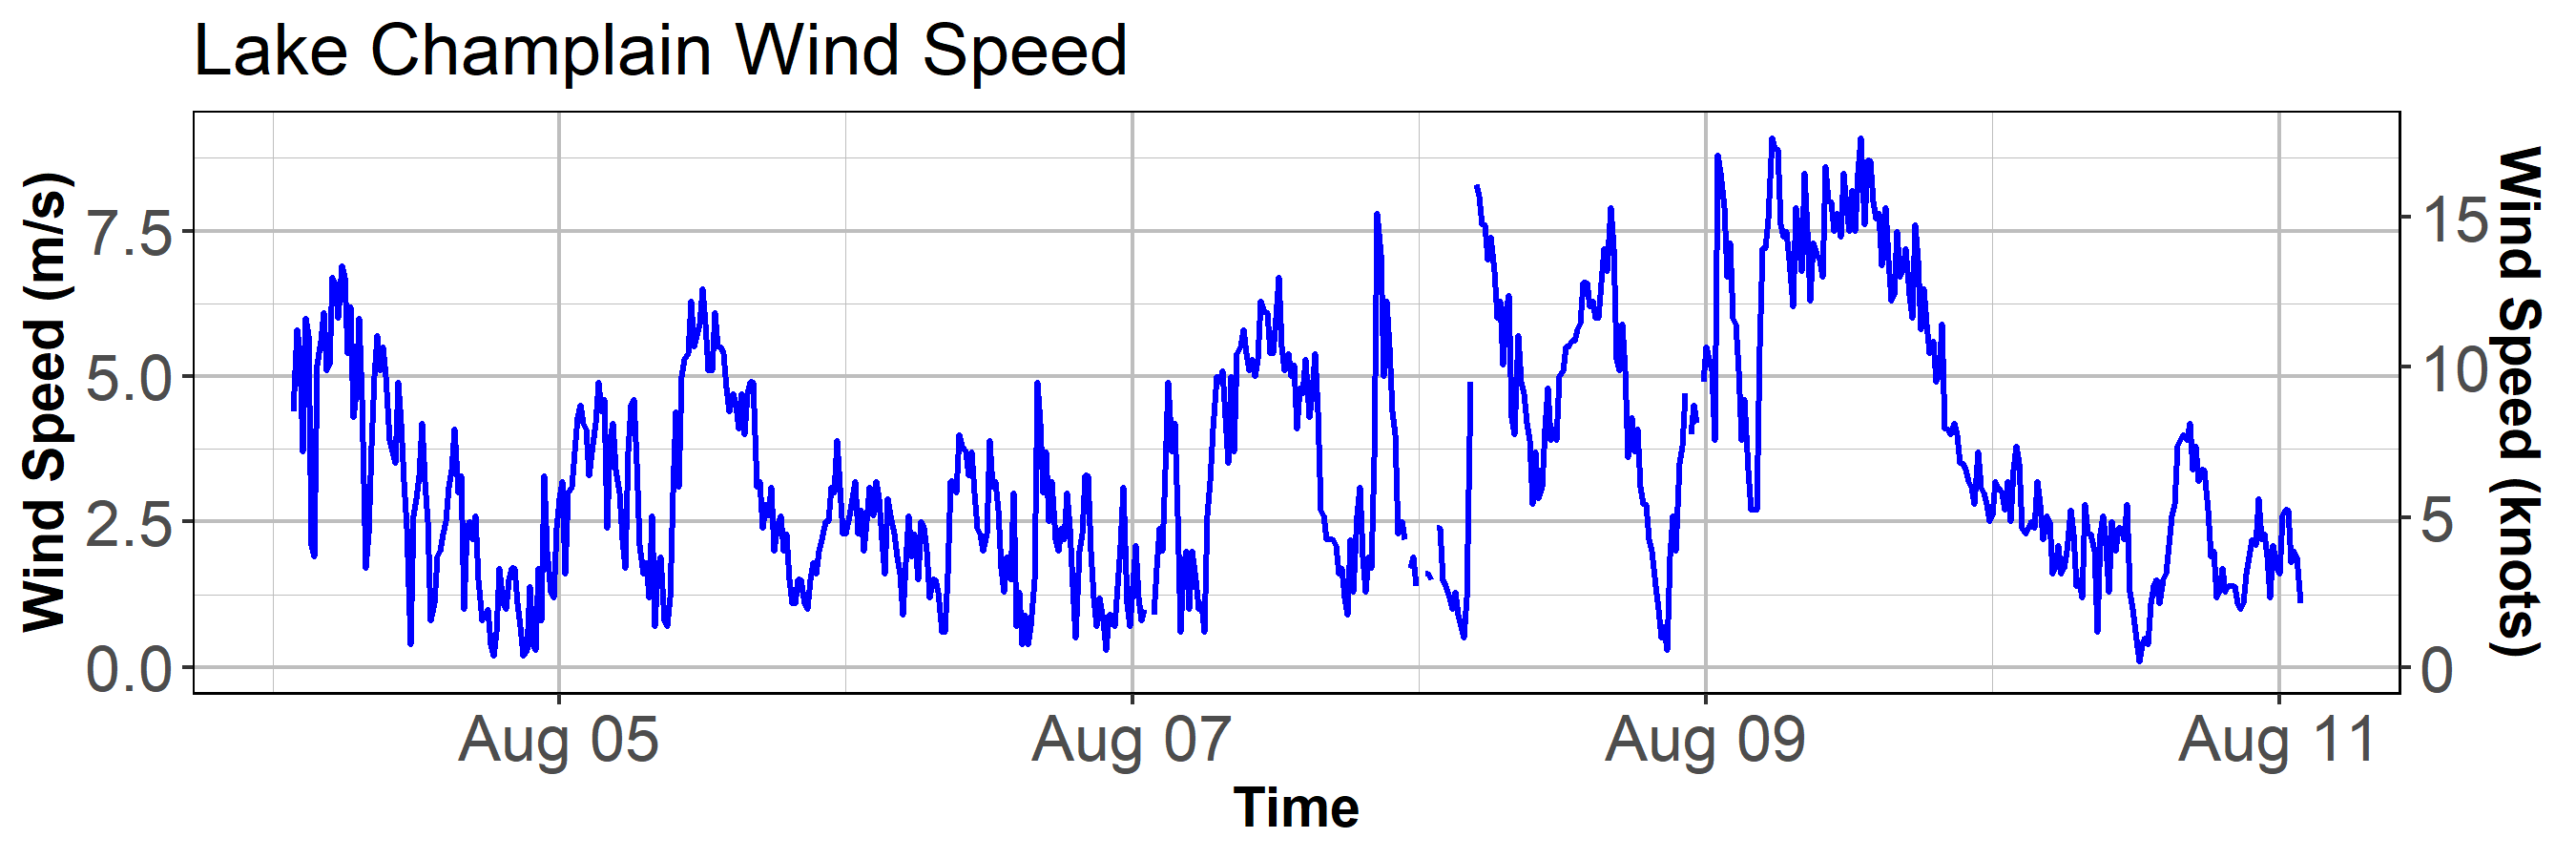 Lake Champlain Wind Speed
Wind Speed (m/s)
7.5
5.0
2.5
0.0
Wind Speed (knots)
15
10
5
0
Aug 05 Aug 07 Aug 09 Aug 11
Time